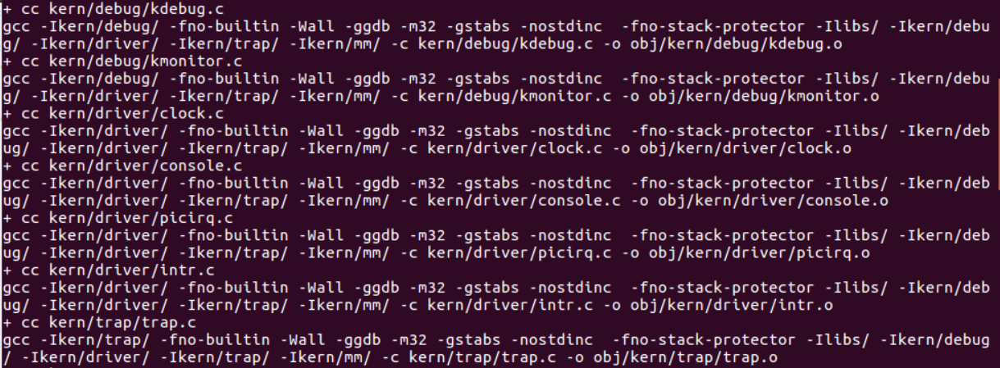 + cc kern/debug/kdebug.c
gcc -Ikern/debug/ -fno-builtin -Wall -ggdb -m32 -gstabs -nostdinc  -fno-stack-protector -Ilibs/ -Ikern/debu
g/ -Ikern/driver/ -Ikern/trap/ -Ikern/mm/ -c kern/debug/kdebug.c -o obj/kern/debug/kdebug.o
+ cc kern/debug/kmonitor.c
gcc -Ikern/debug/ -fno-builtin -Wall -ggdb -m32 -gstabs -nostdinc  -fno-stack-protector -Ilibs/ -Ikern/debu
g/ -Ikern/driver/ -Ikern/trap/ -Ikern/mm/ -c kern/debug/kmonitor.c -o obj/kern/debug/kmonitor.o
+ cc kern/driver/clock.c
gcc -Ikern/driver/ -fno-builtin -Wall -ggdb -m32 -gstabs -nostdinc  -fno-stack-protector -Ilibs/ -Ikern/deb
ug/ -Ikern/driver/ -Ikern/trap/ -Ikern/mm/ -c kern/driver/clock.c -o obj/kern/driver/clock.o
+ cc kern/driver/console.c
gcc -Ikern/driver/ -fno-builtin -Wall -ggdb -m32 -gstabs -nostdinc  -fno-stack-protector -Ilibs/ -Ikern/deb
ug/ -Ikern/driver/ -Ikern/trap/ -Ikern/mm/ -c kern/driver/console.c -o obj/kern/driver/console.o
+ cc kern/driver/picirq.c
gcc -Ikern/driver/ -fno-builtin -Wall -ggdb -m32 -gstabs -nostdinc  -fno-stack-protector -Ilibs/ -Ikern/deb
ug/ -Ikern/driver/ -Ikern/trap/ -Ikern/mm/ -c kern/driver/picirq.c -o obj/kern/driver/picirq.o
+ cc kern/driver/intr.c
gcc -Ikern/driver/ -fno-builtin -Wall -ggdb -m32 -gstabs -nostdinc  -fno-stack-protector -Ilibs/ -Ikern/deb
ug/ -Ikern/driver/ -Ikern/trap/ -Ikern/mm/ -c kern/driver/intr.c -o obj/kern/driver/intr.o
+ cc kern/trap/trap.c
gcc -Ikern/trap/ -fno-builtin -Wall -ggdb -m32 -gstabs -nostdinc  -fno-stack-protector -Ilibs/ -Ikern/debug
/ -Ikern/driver/ -Ikern/trap/ -Ikern/mm/ -c kern/trap/trap.c -o obj/kern/trap/trap.o